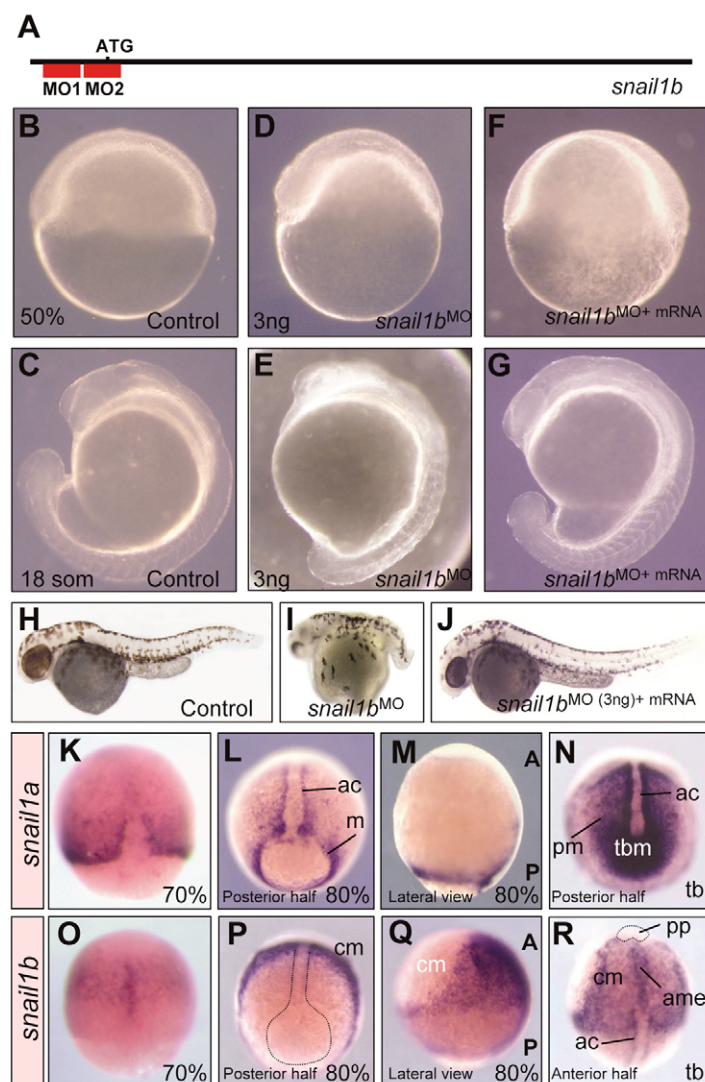 A
ATG
MO1 MO2
snail1b
B D F
50% Control 3ng snail1bMO snail1bMO+ mRNA
C E G
18 som Control 3ng snail1bMO snail1bMO+ mRNA
H I J
Control snail1bMO snail1bMO (3ng)+ mRNA
snail1a
K L M A N
ac ac
m pm tbm
70% Posterior half 80% Lateral view P 80% Posterior half tb
snail1b
O P cm Q A R pp
cm cm ame
ac
70% Posterior half 80% Lateral view P 80% Anterior half tb